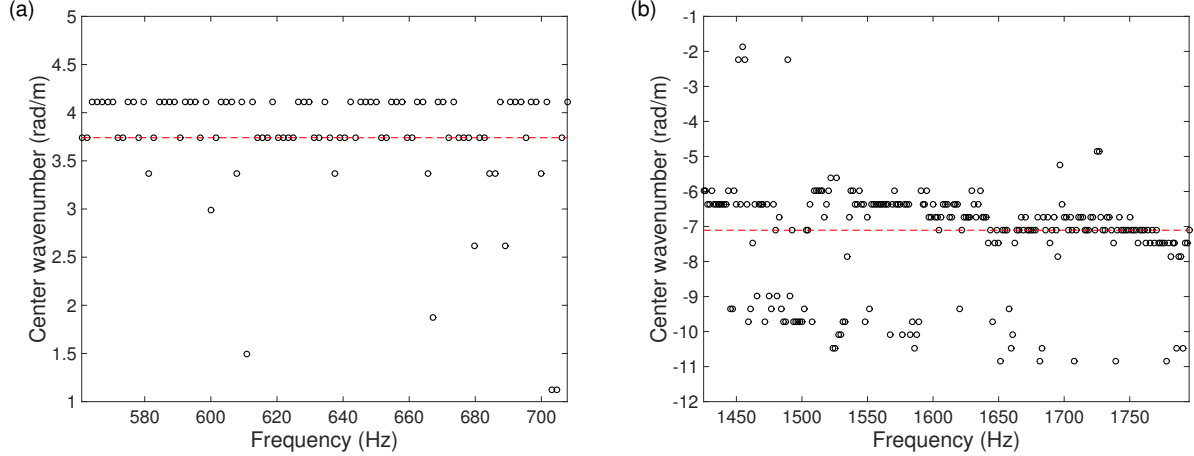 (a)
5
4.5
4
3.5
3
2.5
2
1.5
1
Center wavenumber (rad/m)
580 600 620 640 660 680 700
Frequency (Hz)
(b)
-1
-2
-3
-4
-5
-6
-7
-8
-9
-10
-11
-12
Center wavenumber (rad/m)
1450 1500 1550 1600 1650 1700 1750
Frequency (Hz)